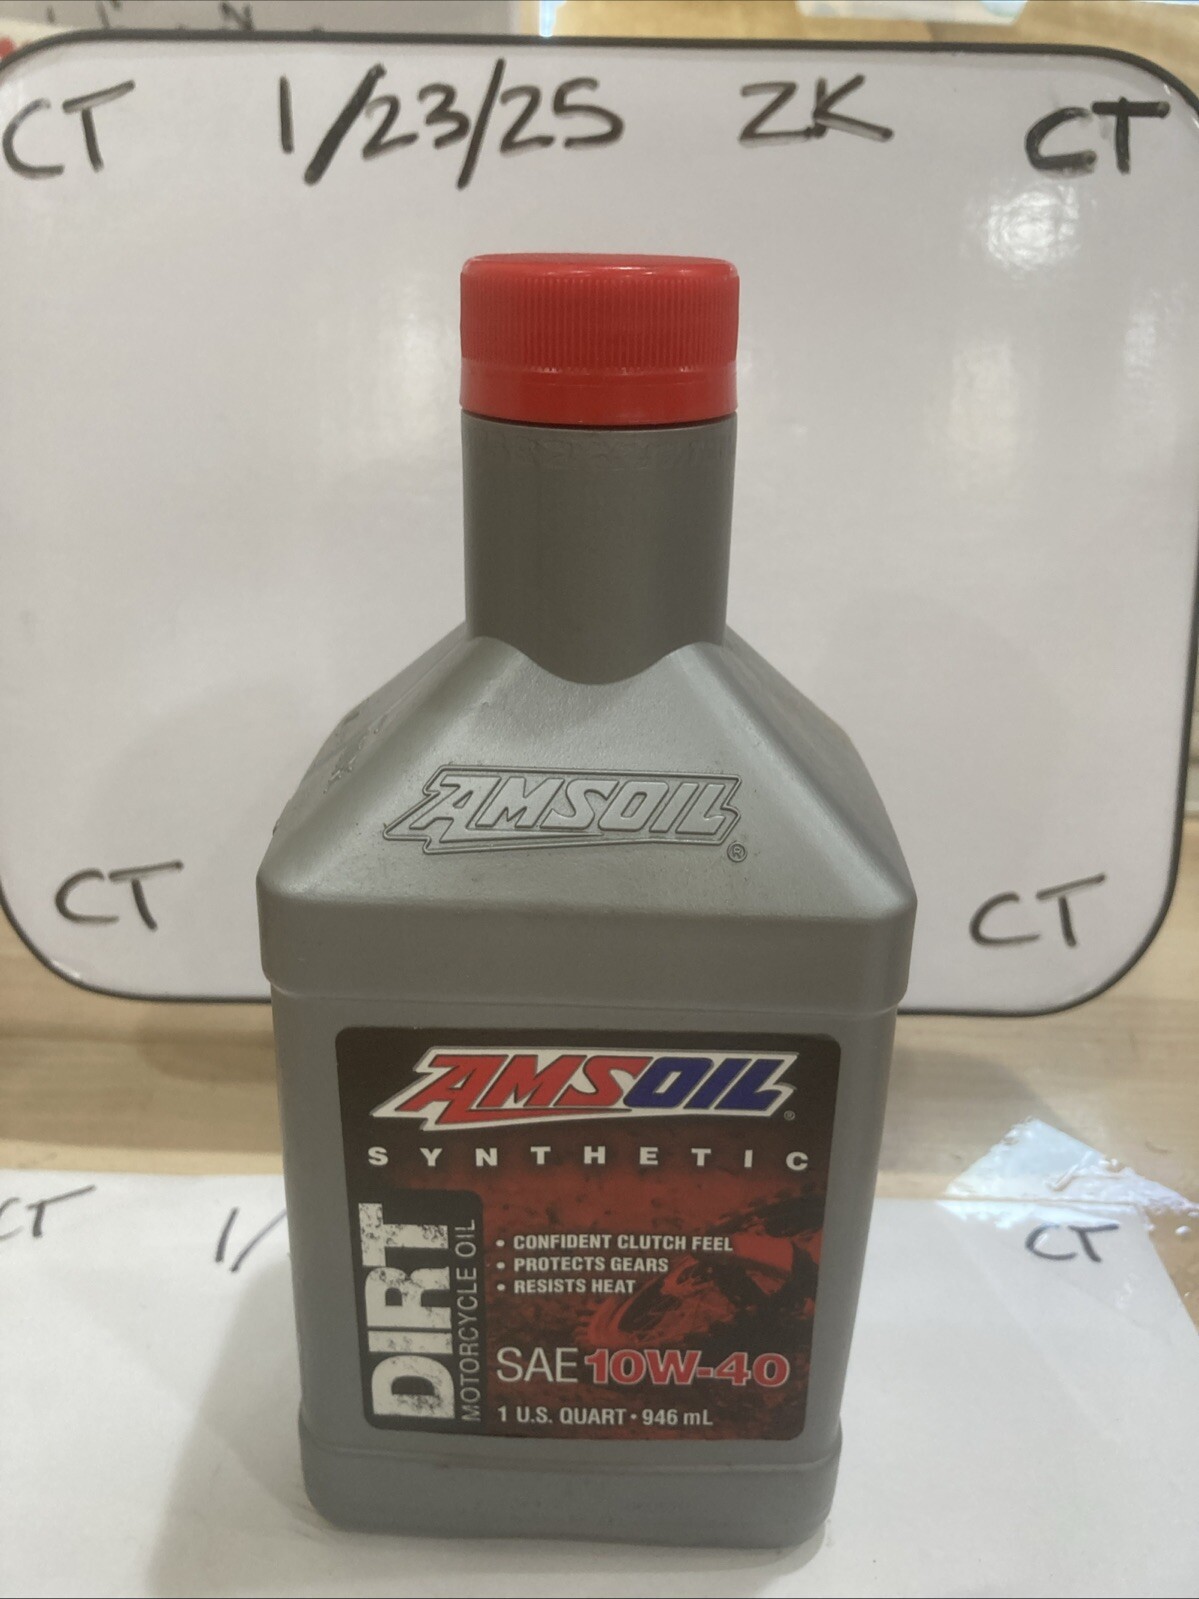 CT 1/23/25 ZK CT
AMSOIL®
CT CT
AMSOIL®
SYNTHETIC
DIRT
MOTORCYCLE OIL
• CONFIDENT CLUTCH FEEL
• PROTECTS GEARS
• RESISTS HEAT
SAE 10W-40
1 U.S. QUART • 946 mL
CT 1/ CT